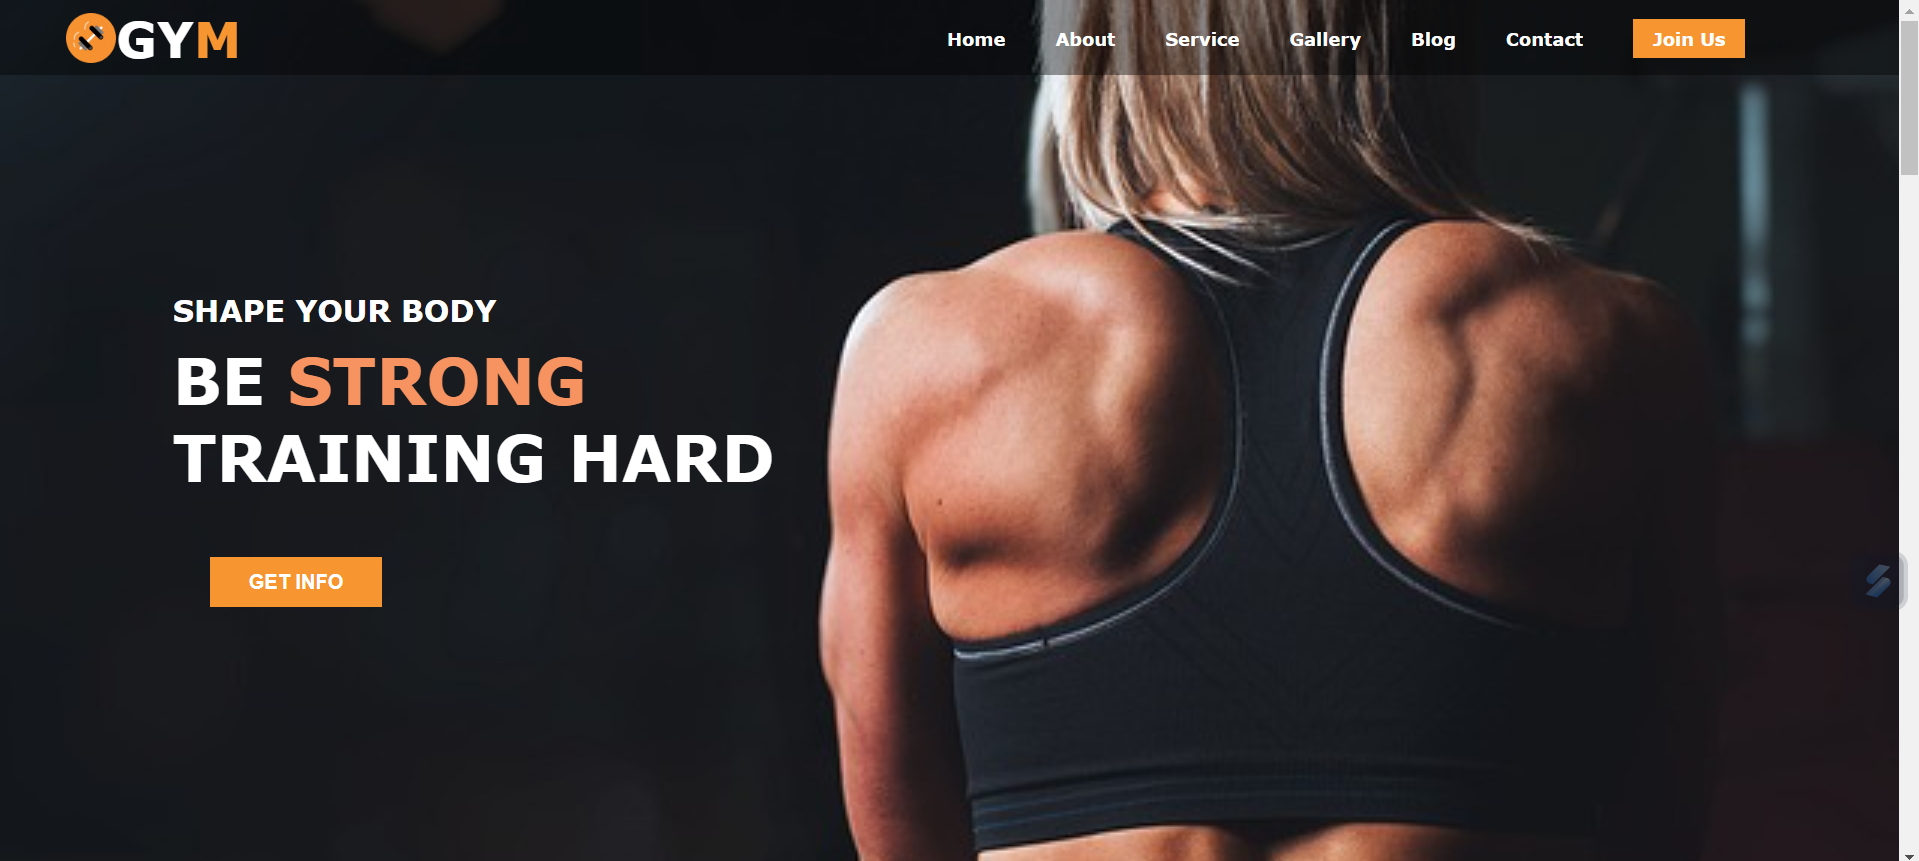 GYM
Home About Service Gallery Blog Contact Join Us
SHAPE YOUR BODY
BE STRONG
TRAINING HARD
GET INFO